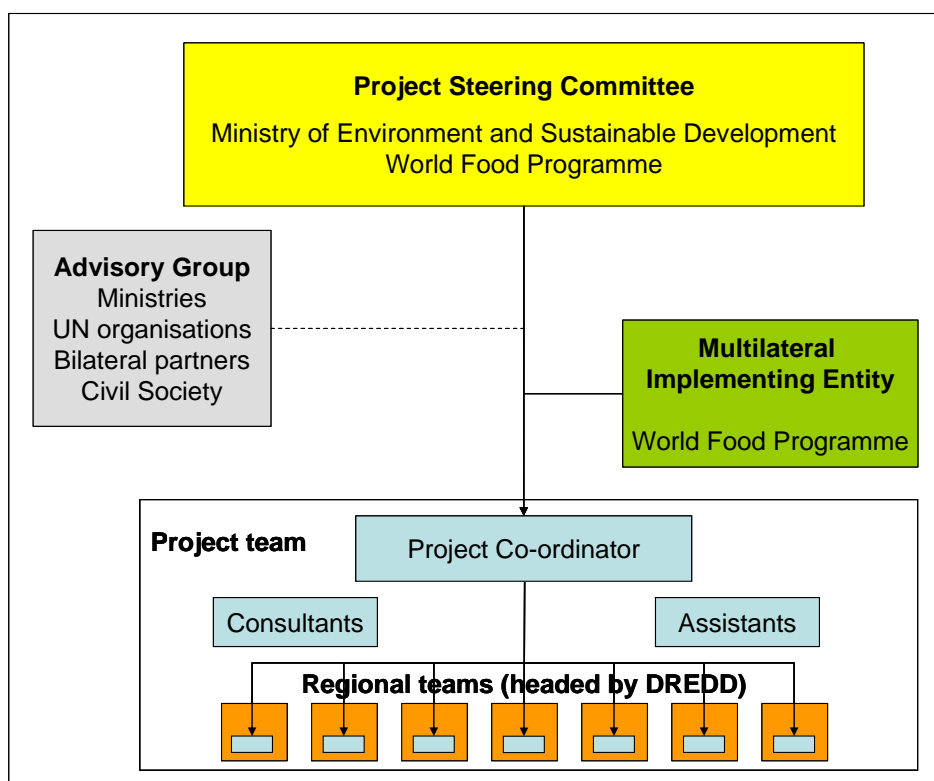 Project Steering Committee
Ministry of Environment and Sustainable Development
World Food Programme
Advisory Group
Ministries
UN organisations
Bilateral partners
Civil Society
Multilateral
Implementing Entity
World Food Programme
Project team
Project Co-ordinator
Consultants
Assistants
Regional teams (headed by DREDD)